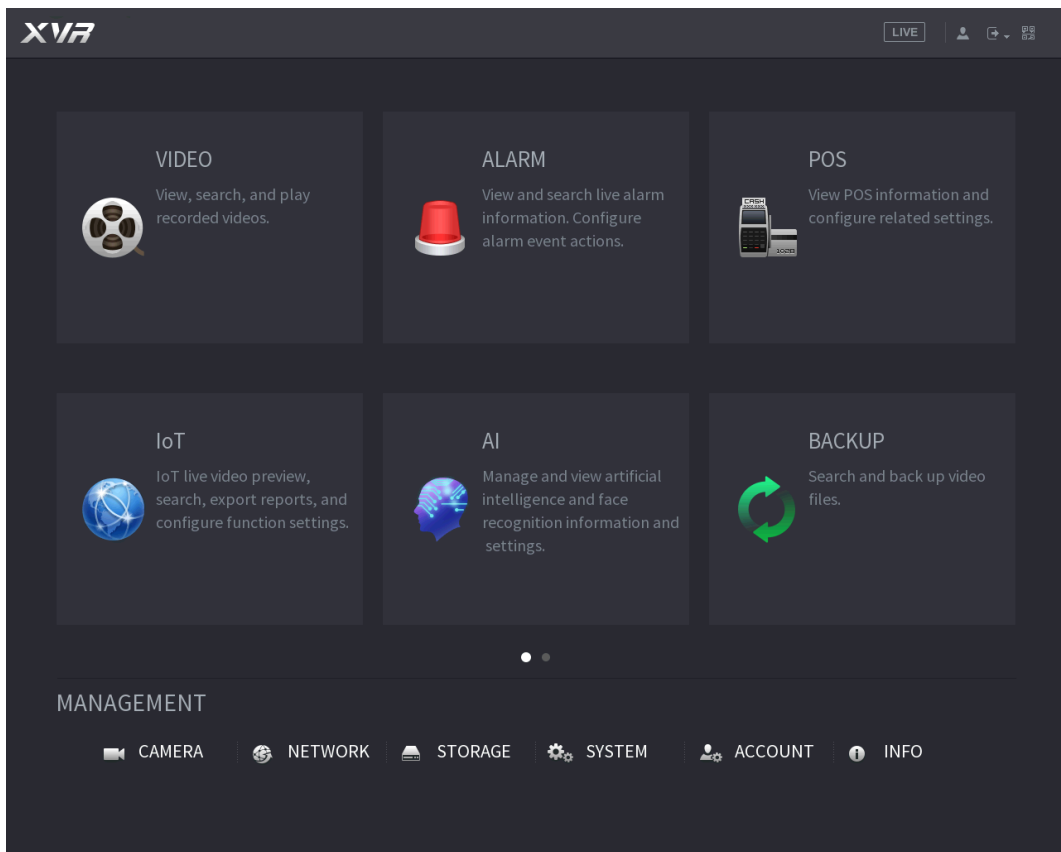 XVR
LIVE
VIDEO
View, search, and play
recorded videos.
ALARM
View and search live alarm
information. Configure
alarm event actions.
POS
View POS information and
configure related settings.
CASH
IoT
IoT live video preview,
search, export reports, and
configure function settings.
AI
Manage and view artificial
intelligence and face
recognition information and
settings.
BACKUP
Search and back up video
files.
MANAGEMENT
CAMERA
NETWORK
STORAGE
SYSTEM
ACCOUNT
INFO